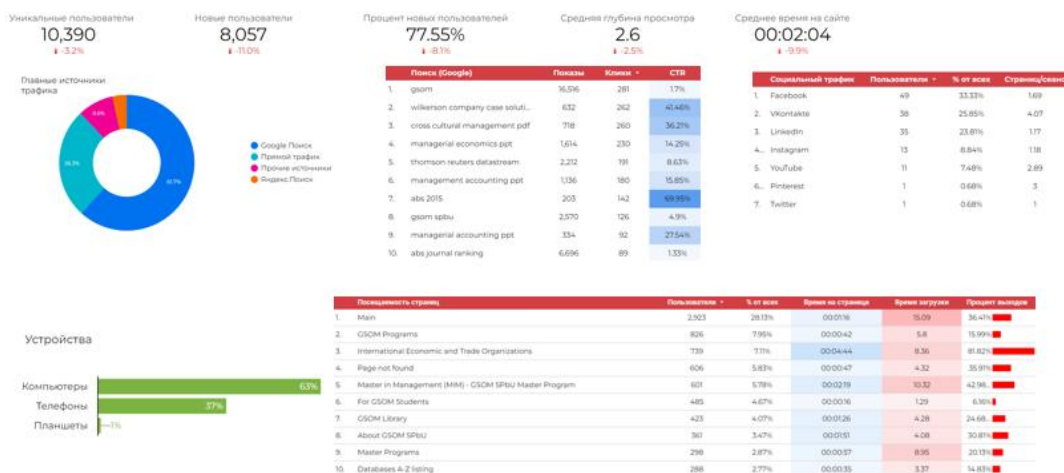 Уникальные пользователи
10,390
-3.2%
Новые пользователи
8,057
-11.0%
Процент новых пользователей
77.55%
-8.1%
Средняя глубина просмотра
2.6
-2.5%
Среднее время на сайте
00:02:04
-9.9%
Главные источники
трафика
Google Поиск
Прямой трафик
Прочие источники
Яндекс.Поиск
Поиск (Google) Показы Клики CTR
1. gsom 16,516 281 1.7%
2. wilkerson company case soluti... 632 262 41.46%
3. cross cultural management pdf 718 260 36.21%
4. managerial economics ppt 1,614 230 14.25%
5. thomson reuters datastream 2,212 191 8.63%
6. management accounting ppt 1,136 180 15.85%
7. abs 2015 203 142 69.95%
8. gsom spbu 2,570 126 4.9%
9. managerial accounting ppt 334 92 27.54%
10. abs journal ranking 6,696 89 1.33%
Социальный трафик Пользователи % от всех Страниц/сеанс
1. Facebook 49 33.33% 1.69
2. VKontakte 38 25.85% 4.07
3. LinkedIn 35 23.81% 1.17
4... Instagram 13 8.84% 1.18
5. YouTube 11 7.48% 2.89
6... Pinterest 1 0.68% 3
7. Twitter 1 0.68% 1
Устройства
Компьютеры 63%
Телефоны 37%
Планшеты 1%
Посещаемость страниц Пользователи % от всех Время на странице Время загрузки Процент выходов
1. Main 2,923 28.13% 00:01:16 15.09 36.41%
2. GSOM Programs 826 7.95% 00:00:42 5.8 15.99%
3. International Economic and Trade Organizations 739 7.11% 00:04:44 8.36 81.82%
4. Page not found 606 5.83% 00:00:47 4.32 35.91%
5. Master in Management (MIM) - GSOM SPbU Master Program 601 5.78% 00:02:19 10.32 42.98...
6. For GSOM Students 485 4.67% 00:00:16 1.29 6.16%
7. GSOM Library 423 4.07% 00:01:26 4.28 24.68...
8. About GSOM SPbU 361 3.47% 00:01:51 4.08 30.81%
9. Master Programs 298 2.87% 00:00:57 8.95 20.13%
10. Databases A-Z listing 288 2.77% 00:00:35 3.37 14.83%